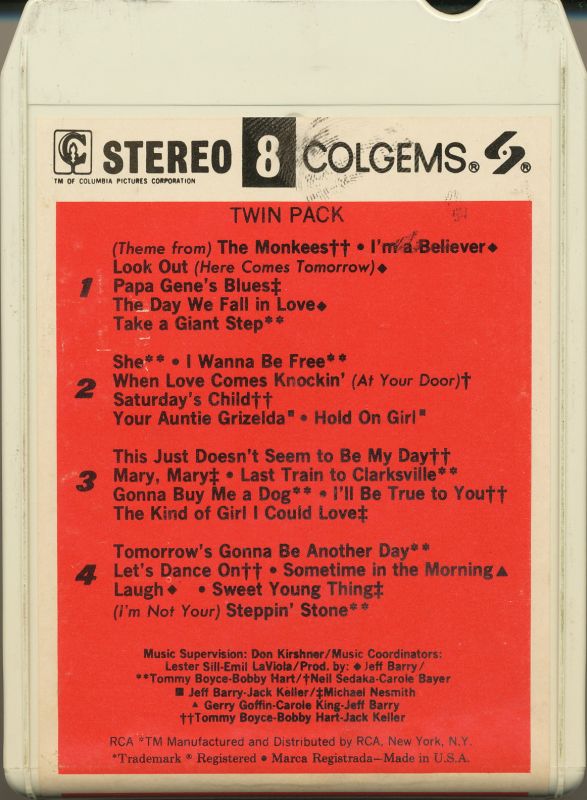 STEREO 8 COLGEMS® ®
TM OF COLUMBIA PICTURES CORPORATION
TWIN PACK
1
(Theme from) The Monkees†† • I'm a Believer◆
Look Out (Here Comes Tomorrow)◆
Papa Gene's Blues‡
The Day We Fall in Love◆
Take a Giant Step**
2
She** • I Wanna Be Free**
When Love Comes Knockin' (At Your Door)†
Saturday's Child††
Your Auntie Grizelda■ • Hold On Girl■
3
This Just Doesn't Seem to Be My Day††
Mary, Mary‡ • Last Train to Clarksville**
Gonna Buy Me a Dog** • I'll Be True to You††
The Kind of Girl I Could Love‡
4
Tomorrow's Gonna Be Another Day**
Let's Dance On†† • Sometime in the Morning▲
Laugh◆ • Sweet Young Thing‡
(I'm Not Your) Steppin' Stone**
Music Supervision: Don Kirshner/Music Coordinators:
Lester Sill-Emil LaViola/Prod. by: ◆Jeff Barry/
**Tommy Boyce-Bobby Hart/†Neil Sedaka-Carole Bayer
■ Jeff Barry-Jack Keller/‡Michael Nesmith
▲ Gerry Goffin-Carole King-Jeff Barry
††Tommy Boyce-Bobby Hart-Jack Keller
RCA *TM Manufactured and Distributed by RCA, New York, N.Y.
*Trademark ® Registered • Marca Registrada—Made in U.S.A.